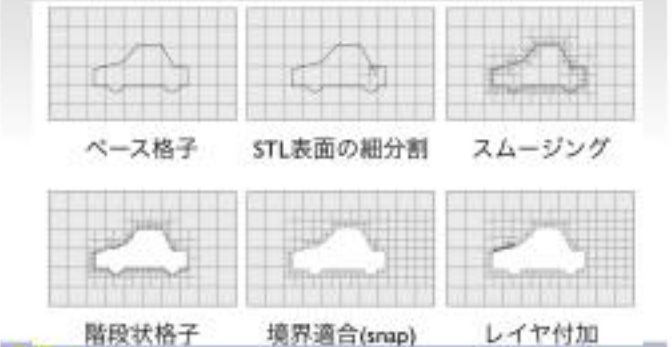 ベース格子
STL表面の細分割
スムージング
階段状格子
境界適合(snap)
レイヤ付加